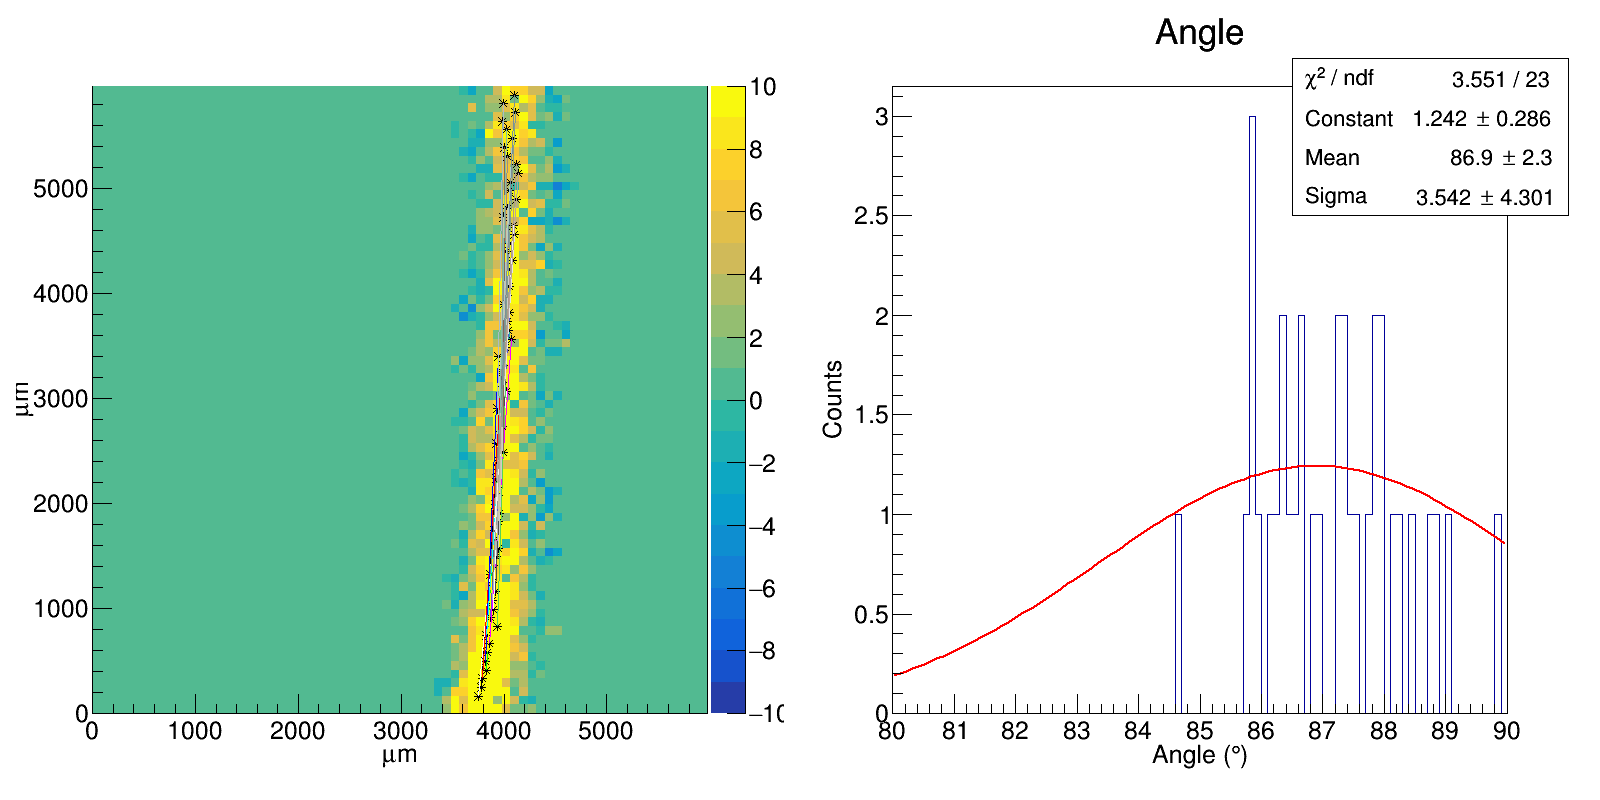 Angle
χ² / ndf 3.551 / 23
Constant 1.242 ± 0.286
Mean 86.9 ± 2.3
Sigma 3.542 ± 4.301
10
8
6
4
2
0
−2
−4
−6
−8
−10
5000
4000
3000
2000
1000
0
μm
0 1000 2000 3000 4000 5000
μm
3
2.5
2
1.5
1
0.5
0
Counts
80 81 82 83 84 85 86 87 88 89 90
Angle (°)